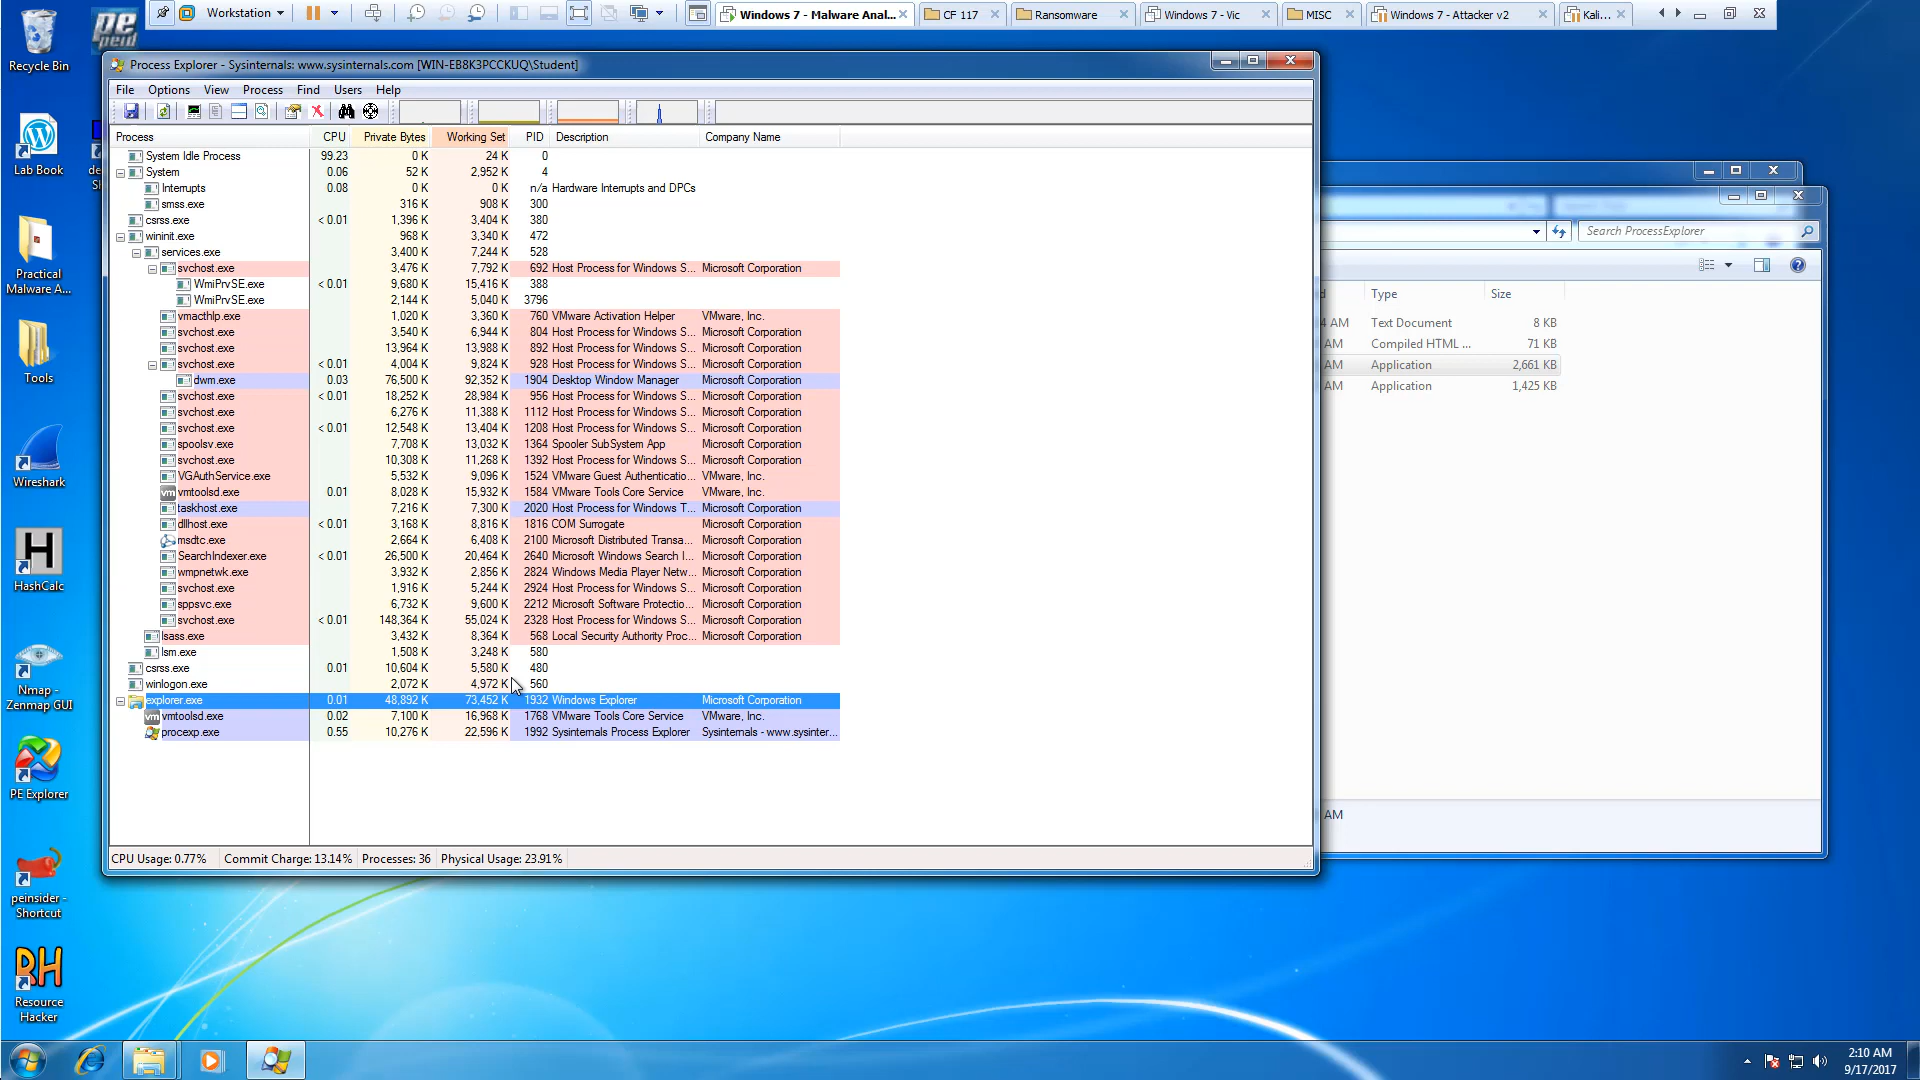 Workstation
Windows 7 - Malware Anal...
CF 117
Ransomware
Windows 7 - Vic
MISC
Windows 7 - Attacker v2
Kali...
Process Explorer - Sysinternals: www.sysinternals.com [WIN-EB8K3PCCKUQ\Student]
File Options View Process Find Users Help
Process CPU Private Bytes Working Set PID Description Company Name
System Idle Process 99.23 0 K 24 K 0
System 0.06 52 K 2,952 K 4
Interrupts 0.08 0 K 0 K n/a Hardware Interrupts and DPCs
smss.exe 316 K 908 K 300
csrss.exe < 0.01 1,396 K 3,404 K 380
wininit.exe 968 K 3,340 K 472
services.exe 3,400 K 7,244 K 528
svchost.exe 3,476 K 7,792 K 692 Host Process for Windows S... Microsoft Corporation
WmiPrvSE.exe < 0.01 9,680 K 15,416 K 388
WmiPrvSE.exe 2,144 K 5,040 K 3796
vmacthlp.exe 1,020 K 3,360 K 760 VMware Activation Helper VMware, Inc.
svchost.exe 3,540 K 6,944 K 804 Host Process for Windows S... Microsoft Corporation
svchost.exe 13,964 K 13,988 K 892 Host Process for Windows S... Microsoft Corporation
svchost.exe < 0.01 4,004 K 9,824 K 928 Host Process for Windows S... Microsoft Corporation
dwm.exe 0.03 76,500 K 92,352 K 1904 Desktop Window Manager Microsoft Corporation
svchost.exe < 0.01 18,252 K 28,984 K 956 Host Process for Windows S... Microsoft Corporation
svchost.exe 6,276 K 11,388 K 1112 Host Process for Windows S... Microsoft Corporation
svchost.exe < 0.01 12,548 K 13,404 K 1208 Host Process for Windows S... Microsoft Corporation
spoolsv.exe 7,708 K 13,032 K 1364 Spooler SubSystem App Microsoft Corporation
svchost.exe 10,308 K 11,268 K 1392 Host Process for Windows S... Microsoft Corporation
VGAuthService.exe 5,532 K 9,096 K 1524 VMware Guest Authenticatio... VMware, Inc.
vmtoolsd.exe 0.01 8,028 K 15,932 K 1584 VMware Tools Core Service VMware, Inc.
taskhost.exe 7,216 K 7,300 K 2020 Host Process for Windows T... Microsoft Corporation
dllhost.exe < 0.01 3,168 K 8,816 K 1816 COM Surrogate Microsoft Corporation
msdtc.exe 2,664 K 6,408 K 2100 Microsoft Distributed Transa... Microsoft Corporation
SearchIndexer.exe < 0.01 26,500 K 20,464 K 2640 Microsoft Windows Search I... Microsoft Corporation
wmpnetwk.exe 3,932 K 2,856 K 2824 Windows Media Player Netw... Microsoft Corporation
svchost.exe 1,916 K 5,244 K 2924 Host Process for Windows S... Microsoft Corporation
sppsvc.exe 6,732 K 9,600 K 2212 Microsoft Software Protectio... Microsoft Corporation
svchost.exe < 0.01 148,364 K 55,024 K 2328 Host Process for Windows S... Microsoft Corporation
lsass.exe 3,432 K 8,364 K 568 Local Security Authority Proc... Microsoft Corporation
lsm.exe 1,508 K 3,248 K 580
csrss.exe 0.01 10,604 K 5,580 K 480
winlogon.exe 2,072 K 4,972 K 560
explorer.exe 0.01 48,892 K 73,452 K 1932 Windows Explorer Microsoft Corporation
vmtoolsd.exe 0.02 7,100 K 16,968 K 1768 VMware Tools Core Service VMware, Inc.
procexp.exe 0.55 10,276 K 22,596 K 1992 Sysinternals Process Explorer Sysinternals - www.sysinter...
CPU Usage: 0.77% Commit Charge: 13.14% Processes: 36 Physical Usage: 23.91%
Search ProcessExplorer
d Type Size
4 AM Text Document 8 KB
AM Compiled HTML ... 71 KB
AM Application 2,661 KB
AM Application 1,425 KB
AM
Recycle Bin
pe
peid
Lab Book
de
Sh
Practical
Malware A...
Tools
Wireshark
H
HashCalc
Nmap -
Zenmap GUI
PE Explorer
peinsider -
Shortcut
RH
Resource
Hacker
2:10 AM
9/17/2017